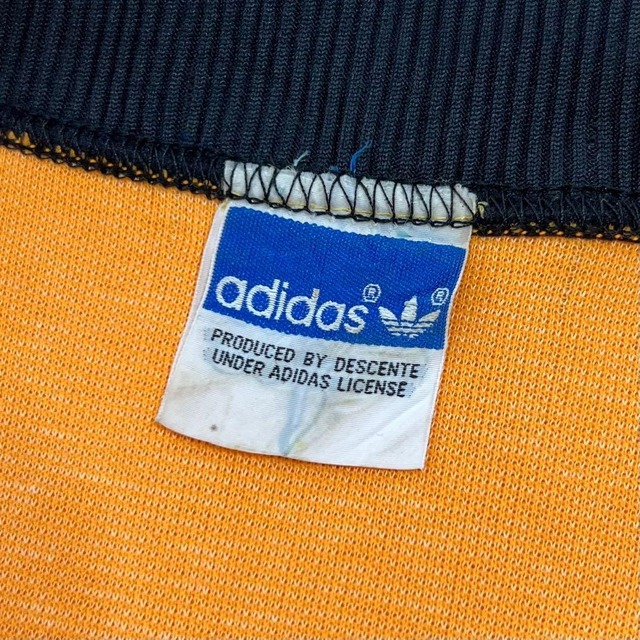 adidas ® ®
PRODUCED BY DESCENTE
UNDER ADIDAS LICENSE